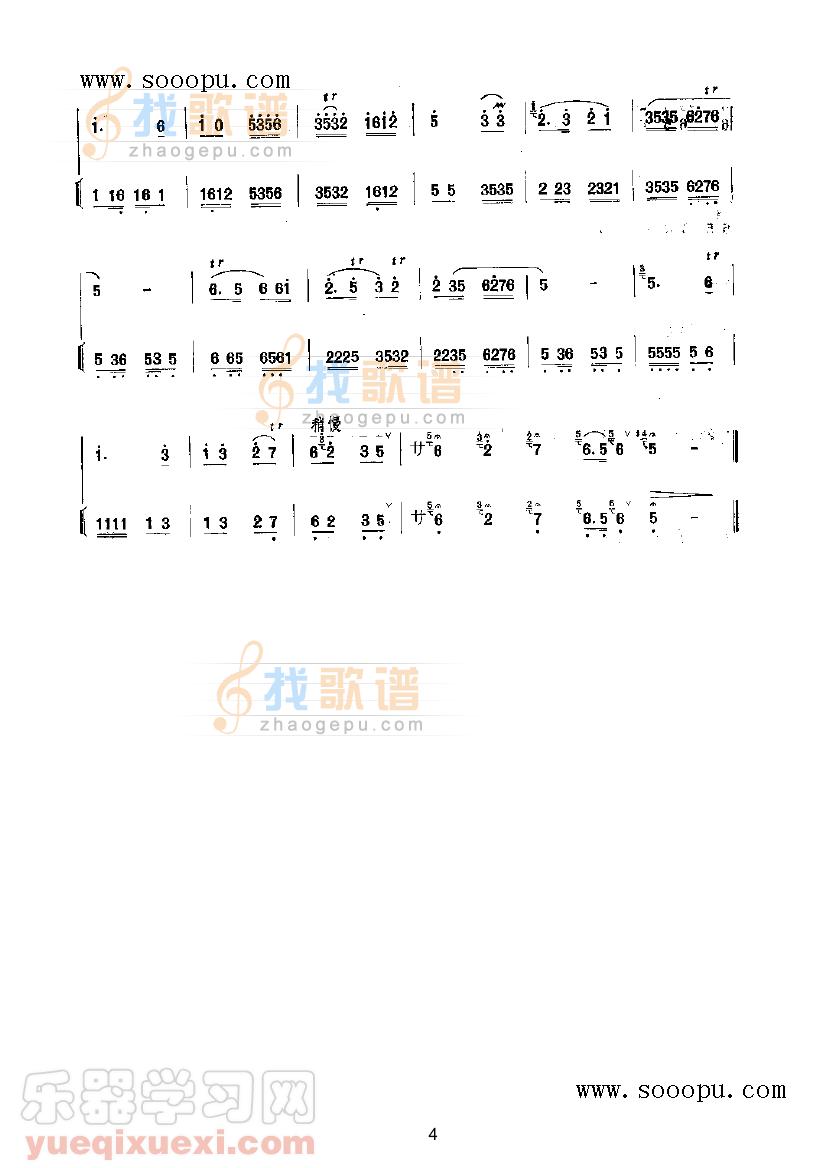 www.sooopu.com
tr tr
1. 6 | 1 0 5356 | 3532 1612 | 5 3 3 | 2. 3 2 1 | 3535 6276 |
找歌谱
zhaogepu.com
1 16 16 1 | 1612 5356 | 3532 1612 | 5 5 3535 | 2 23 2321 | 3535 6276 |
tr tr tr tr
5 - | 6. 5 6 61 | 2. 5 3 2 | 2 35 6276 | 5 - | 5. 6 |
5 36 53 5 | 6 65 6561 | 2225 3532 | 2235 6276 | 5 36 53 5 | 5555 5 6 |
找歌谱
zhaogepu.com
tr 稍慢
1. 3 | 1 3 2 7 | 6 2 3 5 | 廾 6 2 7 6. 5 6 5 - ‖
1111 1 3 | 1 3 2 7 | 6 2 3 5 | 廾 6 2 7 6. 5 6 5 - ‖
找歌谱
zhaogepu.com
乐器学习网
yueqixuexi.com
www.sooopu.com
4